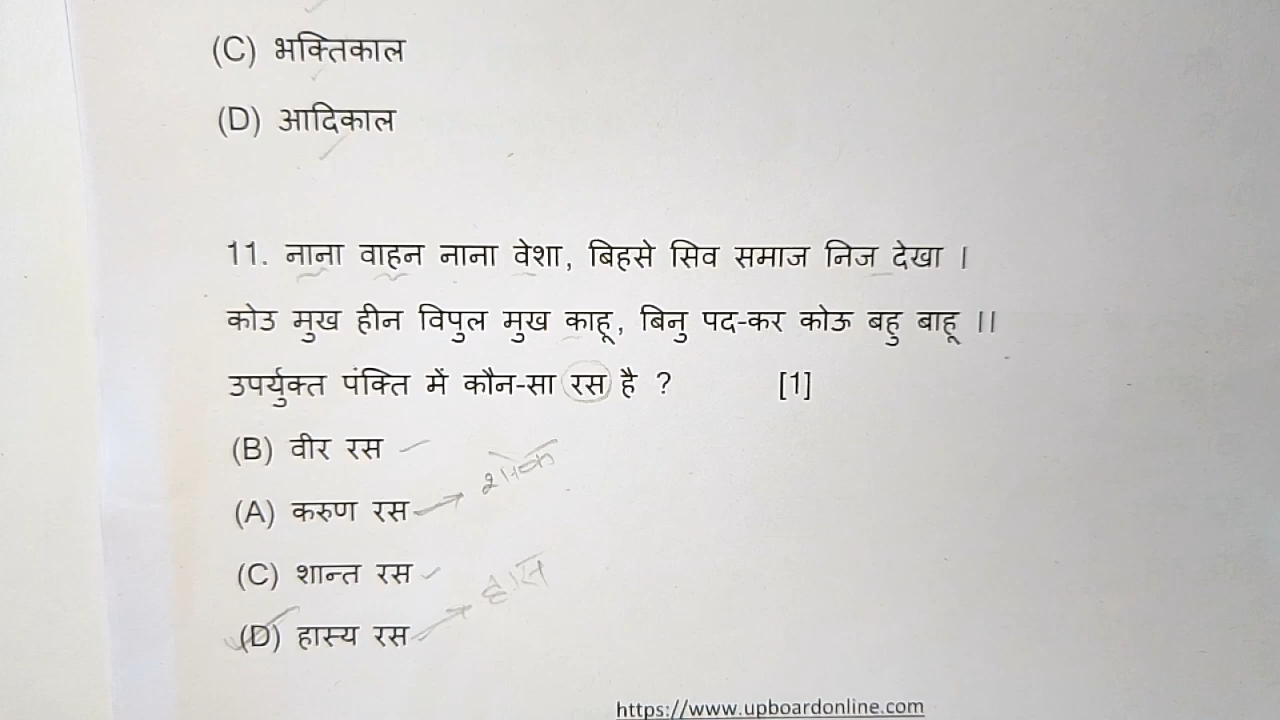 (C) भक्तिकाल
(D) आदिकाल
11. नाना वाहन नाना वेशा, बिहसे सिव समाज निज देखा ।
कोउ मुख हीन विपुल मुख काहू, बिनु पद-कर कोऊ बहु बाहू ।।
उपर्युक्त पंक्ति में कौन-सा रस है ? [1]
(B) वीर रस
शोक
(A) करुण रस
(C) शान्त रस
हास
(D) हास्य रस
https://www.upboardonline.com